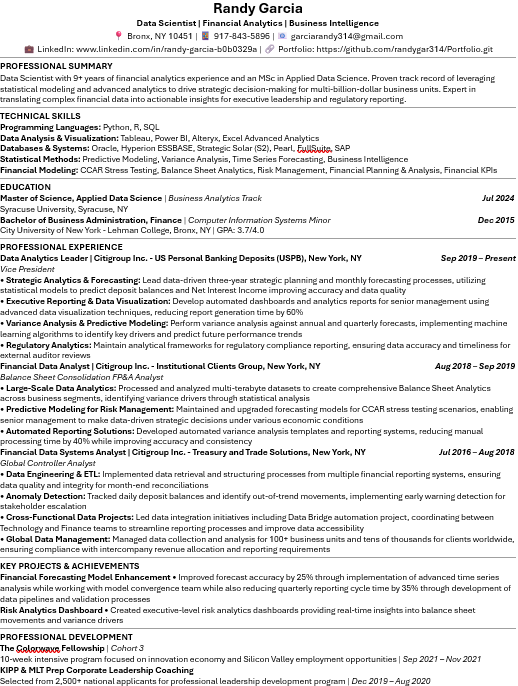 Randy Garcia
Data Scientist | Financial Analytics | Business Intelligence
Bronx, NY 10451 | 917-843-5896 | garciarandy314@gmail.com
LinkedIn: www.linkedin.com/in/randy-garcia-b0b0329a | Portfolio: https://github.com/randygar314/Portfolio.git
PROFESSIONAL SUMMARY
Data Scientist with 9+ years of financial analytics experience and an MSc in Applied Data Science. Proven track record of leveraging
statistical modeling and advanced analytics to drive strategic decision-making for multi-billion-dollar business units. Expert in
translating complex financial data into actionable insights for executive leadership and regulatory reporting.
TECHNICAL SKILLS
Programming Languages: Python, R, SQL
Data Analysis & Visualization: Tableau, Power BI, Alteryx, Excel Advanced Analytics
Databases & Systems: Oracle, Hyperion ESSBASE, Strategic Solar (S2), Pearl, FullSuite, SAP
Statistical Methods: Predictive Modeling, Variance Analysis, Time Series Forecasting, Business Intelligence
Financial Modeling: CCAR Stress Testing, Balance Sheet Analytics, Risk Management, Financial Planning & Analysis, Financial KPIs
EDUCATION
Master of Science, Applied Data Science | Business Analytics Track Jul 2024
Syracuse University, Syracuse, NY
Bachelor of Business Administration, Finance | Computer Information Systems Minor Dec 2015
City University of New York - Lehman College, Bronx, NY | GPA: 3.7/4.0
PROFESSIONAL EXPERIENCE
Data Analytics Leader | Citigroup Inc. - US Personal Banking Deposits (USPB), New York, NY Sep 2019 – Present
Vice President
• Strategic Analytics & Forecasting: Lead data-driven three-year strategic planning and monthly forecasting processes, utilizing
statistical models to predict deposit balances and Net Interest Income improving accuracy and data quality
• Executive Reporting & Data Visualization: Develop automated dashboards and analytics reports for senior management using
advanced data visualization techniques, reducing report generation time by 60%
• Variance Analysis & Predictive Modeling: Perform variance analysis against annual and quarterly forecasts, implementing machine
learning algorithms to identify key drivers and predict future performance trends
• Regulatory Analytics: Maintain analytical frameworks for regulatory compliance reporting, ensuring data accuracy and timeliness for
external auditor reviews
Financial Data Analyst | Citigroup Inc. - Institutional Clients Group, New York, NY Aug 2018 – Sep 2019
Balance Sheet Consolidation FP&A Analyst
• Large-Scale Data Analytics: Processed and analyzed multi-terabyte datasets to create comprehensive Balance Sheet Analytics
across business segments, identifying variance drivers through statistical analysis
• Predictive Modeling for Risk Management: Maintained and upgraded forecasting models for CCAR stress testing scenarios, enabling
senior management to make data-driven strategic decisions under various economic conditions
• Automated Reporting Solutions: Developed automated variance analysis templates and reporting systems, reducing manual
processing time by 40% while improving accuracy and consistency
Financial Data Systems Analyst | Citigroup Inc. - Treasury and Trade Solutions, New York, NY Jul 2016 – Aug 2018
Global Controller Analyst
• Data Engineering & ETL: Implemented data retrieval and structuring processes from multiple financial reporting systems, ensuring
data quality and integrity for month-end reconciliations
• Anomaly Detection: Tracked daily deposit balances and identify out-of-trend movements, implementing early warning detection for
stakeholder escalation
• Cross-Functional Data Projects: Led data integration initiatives including Data Bridge automation project, coordinating between
Technology and Finance teams to streamline reporting processes and improve data accessibility
• Global Data Management: Managed data collection and analysis for 100+ business units and tens of thousands for clients worldwide,
ensuring compliance with intercompany revenue allocation and reporting requirements
KEY PROJECTS & ACHIEVEMENTS
Financial Forecasting Model Enhancement • Improved forecast accuracy by 25% through implementation of advanced time series
analysis while working with model convergence team while also reducing quarterly reporting cycle time by 35% through development of
data pipelines and validation processes
Risk Analytics Dashboard • Created executive-level risk analytics dashboards providing real-time insights into balance sheet
movements and variance drivers
PROFESSIONAL DEVELOPMENT
The Colorwave Fellowship | Cohort 3
10-week intensive program focused on innovation economy and Silicon Valley employment opportunities | Sep 2021 – Nov 2021
KIPP & MLT Prep Corporate Leadership Coaching
Selected from 2,500+ national applicants for professional leadership development program | Dec 2019 – Aug 2020